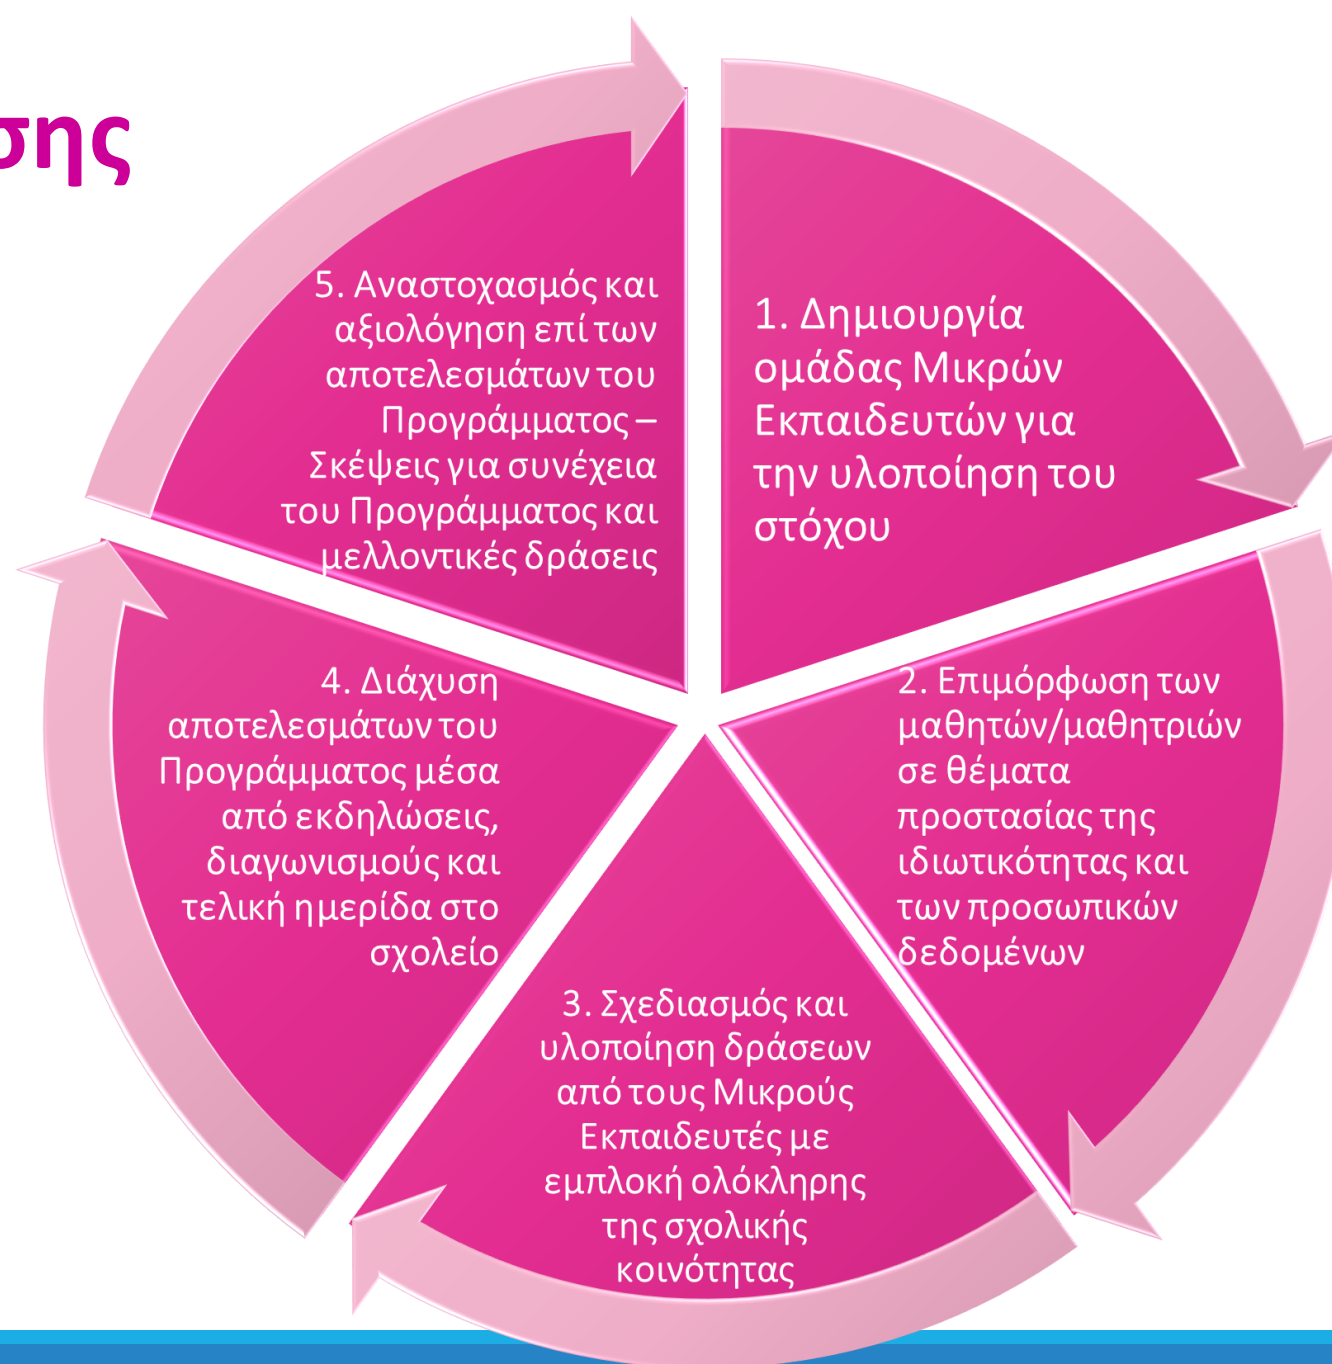 σης
1. Δημιουργία
ομάδας Μικρών
Εκπαιδευτών για
την υλοποίηση του
στόχου
2. Επιμόρφωση των
μαθητών/μαθητριών
σε θέματα
προστασίας της
ιδιωτικότητας και
των προσωπικών
δεδομένων
3. Σχεδιασμός και
υλοποίηση δράσεων
από τους Μικρούς
Εκπαιδευτές με
εμπλοκή ολόκληρης
της σχολικής
κοινότητας
4. Διάχυση
αποτελεσμάτων του
Προγράμματος μέσα
από εκδηλώσεις,
διαγωνισμούς και
τελική ημερίδα στο
σχολείο
5. Αναστοχασμός και
αξιολόγηση επί των
αποτελεσμάτων του
Προγράμματος –
Σκέψεις για συνέχεια
του Προγράμματος και
μελλοντικές δράσεις